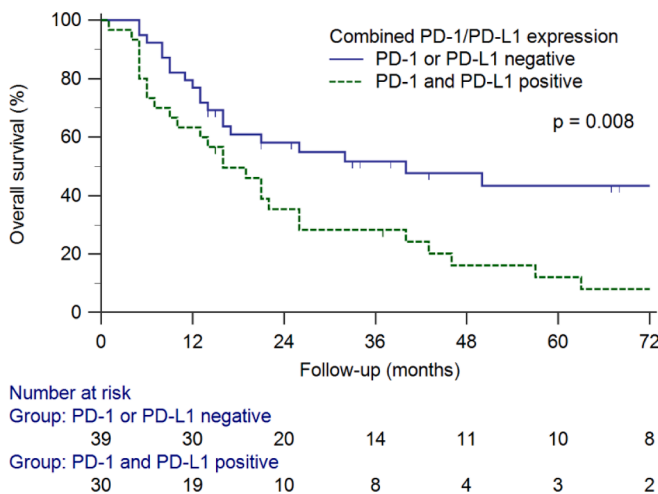 Combined PD-1/PD-L1 expression
PD-1 or PD-L1 negative
PD-1 and PD-L1 positive
p = 0.008
Overall survival (%)
100
80
60
40
20
0
0 12 24 36 48 60 72
Follow-up (months)
Number at risk
Group: PD-1 or PD-L1 negative
39 30 20 14 11 10 8
Group: PD-1 and PD-L1 positive
30 19 10 8 4 3 2